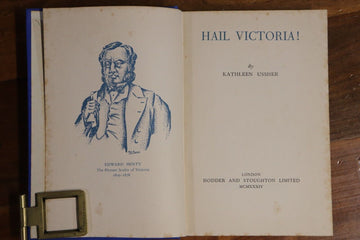 EDWARD HENTY
The Pioneer Settler of Victoria
1810-1878
HAIL VICTORIA!
By
KATHLEEN USSHER
LONDON
HODDER AND STOUGHTON LIMITED
MCMXXXIV